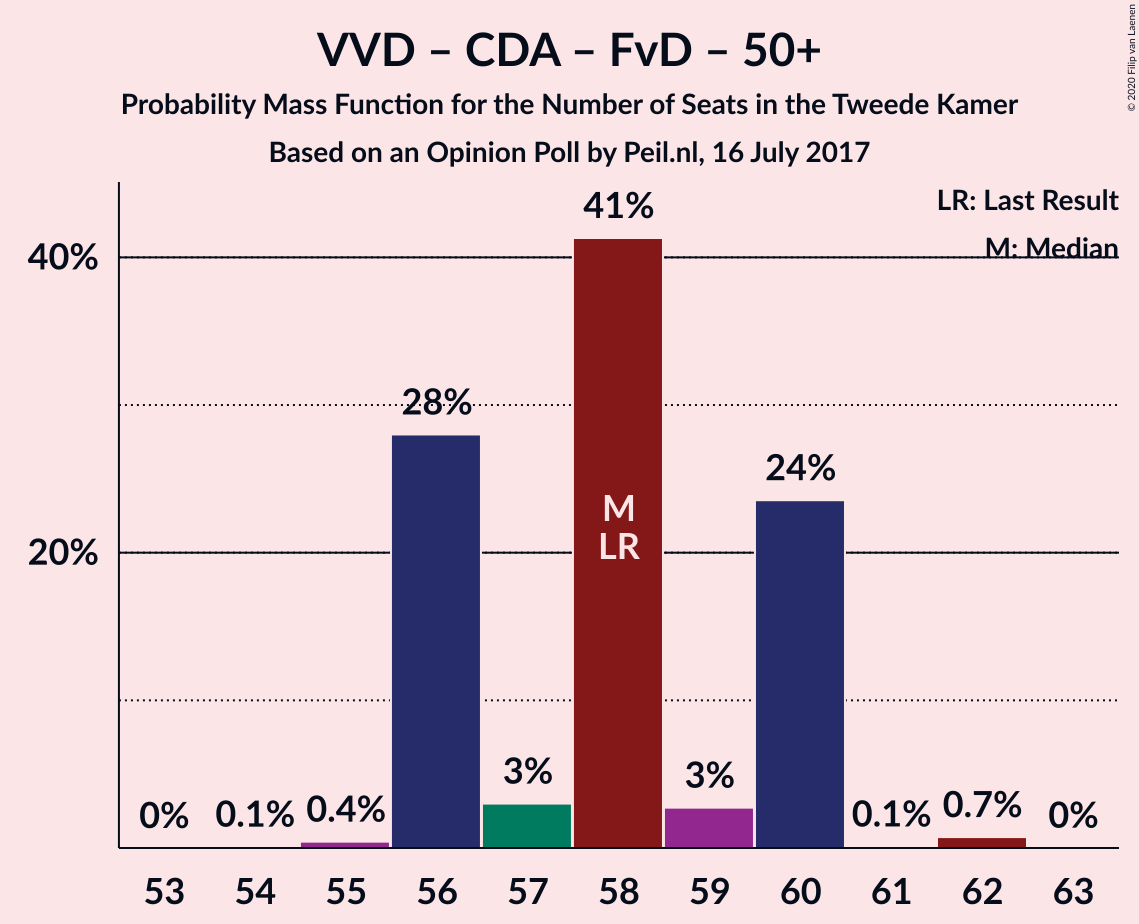 VVD – CDA – FvD – 50+
Probability Mass Function for the Number of Seats in the Tweede Kamer
Based on an Opinion Poll by Peil.nl, 16 July 2017
© 2020 Filip van Laenen
LR: Last Result
M: Median
40%
20%
0%
0.1%
0.4%
28%
3%
41%
M
LR
3%
24%
0.1%
0.7%
0%
53 54 55 56 57 58 59 60 61 62 63